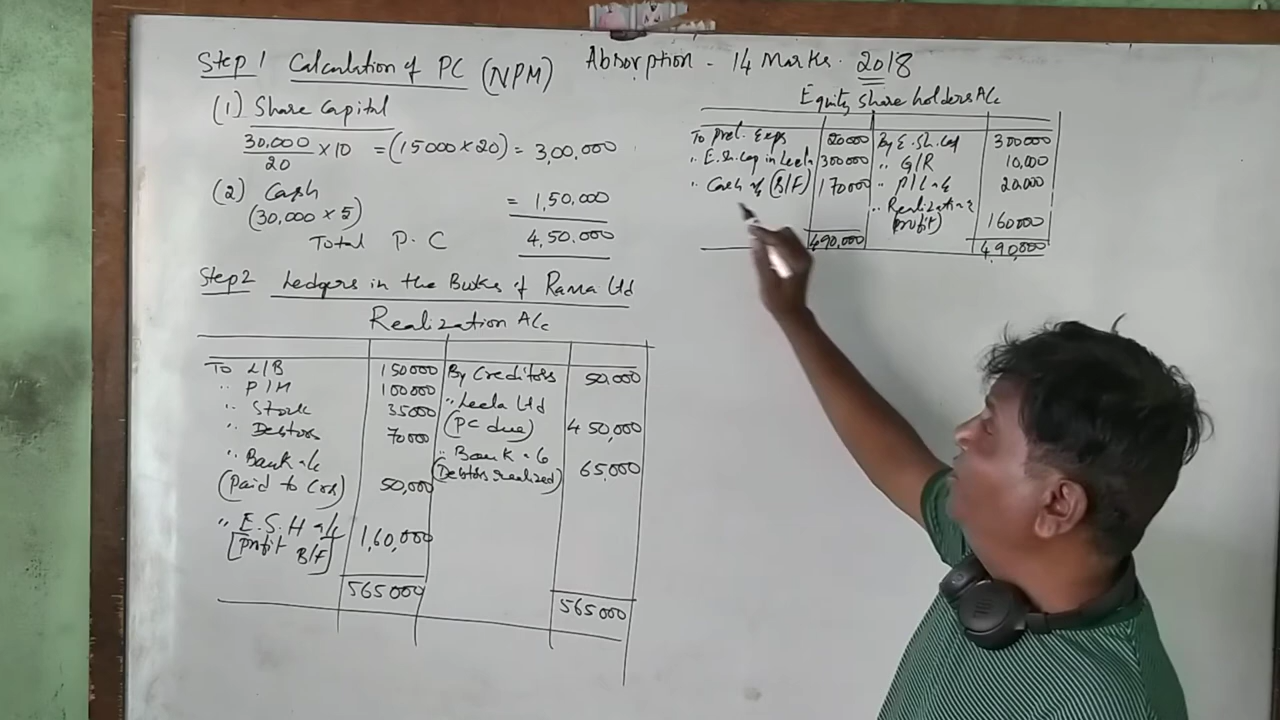 Step 1 Calculation of PC (NPM) Absorption - 14 Marks. 2018
(1) Share Capital
30,000/20 × 10 = (15000 × 20) = 3,00,000
(2) Cash
(30,000 × 5) = 1,50,000
Total P. C 4,50,000
Step 2 Ledgers in the Books of Rama Ltd
Realization A/c
To L/B 150000 By Creditors 50,000
" P/M 100000
" Stock 35000 " Leela Ltd
" Debtors 70000 (PC due) 450,000
" Bank a/c " Bank a/c
(Paid to Crs) 50,000 (Debtors realized) 65,000
" E.S.H a/c
[Profit B/F] 1,60,000
565000 565000
Equity share holders A/c
To Prel. Exps 20000 By E. Sh. Cap 300000
" E. Sh. Cap in Leela 300000 " G/R 10,000
" Cash a/c (B/F) 170000 " P/L a/c 20,000
" Realization a/c
Profit) 160000
490,000 490,000
JBL